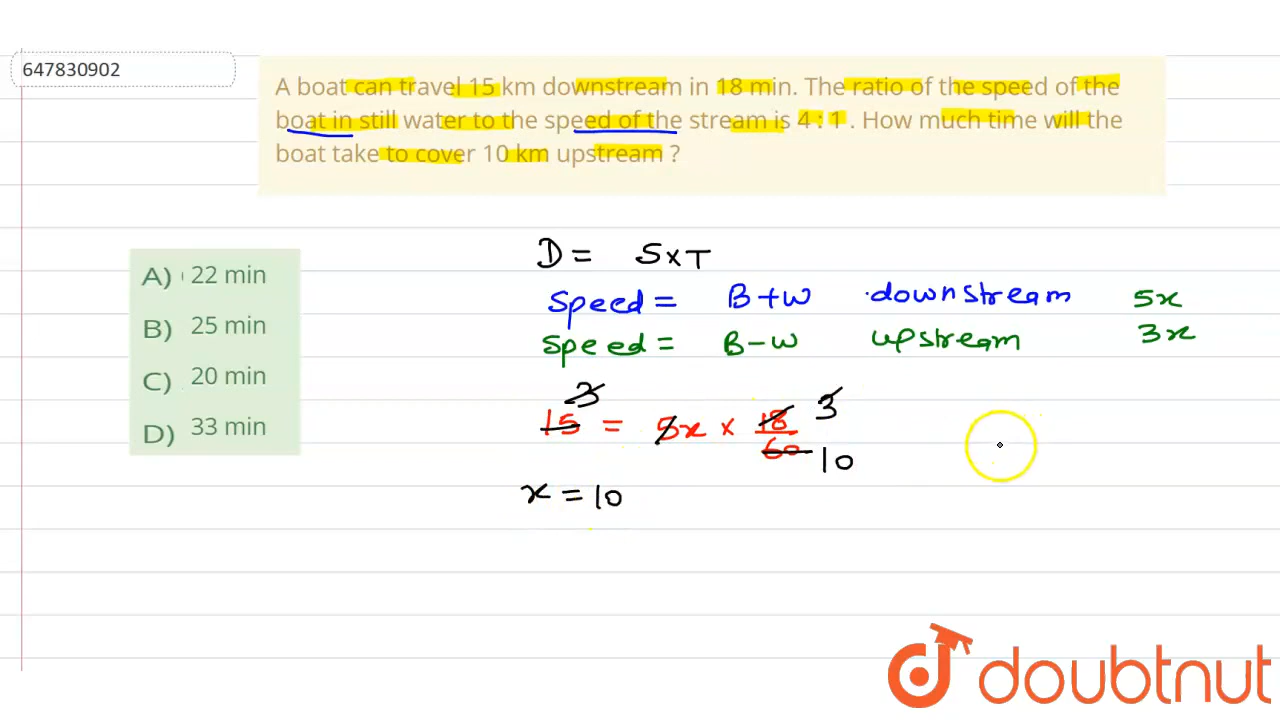 647830902
A boat can travel 15 km downstream in 18 min. The ratio of the speed of the
boat in still water to the speed of the stream is 4 : 1 . How much time will the
boat take to cover 10 km upstream ?
A) 22 min
B) 25 min
C) 20 min
D) 33 min
D = S x T
Speed = B + W downstream 5x
Speed = B - W upstream 3x
3 3
15 = 5x x 18
60 10
x = 10
doubtnut